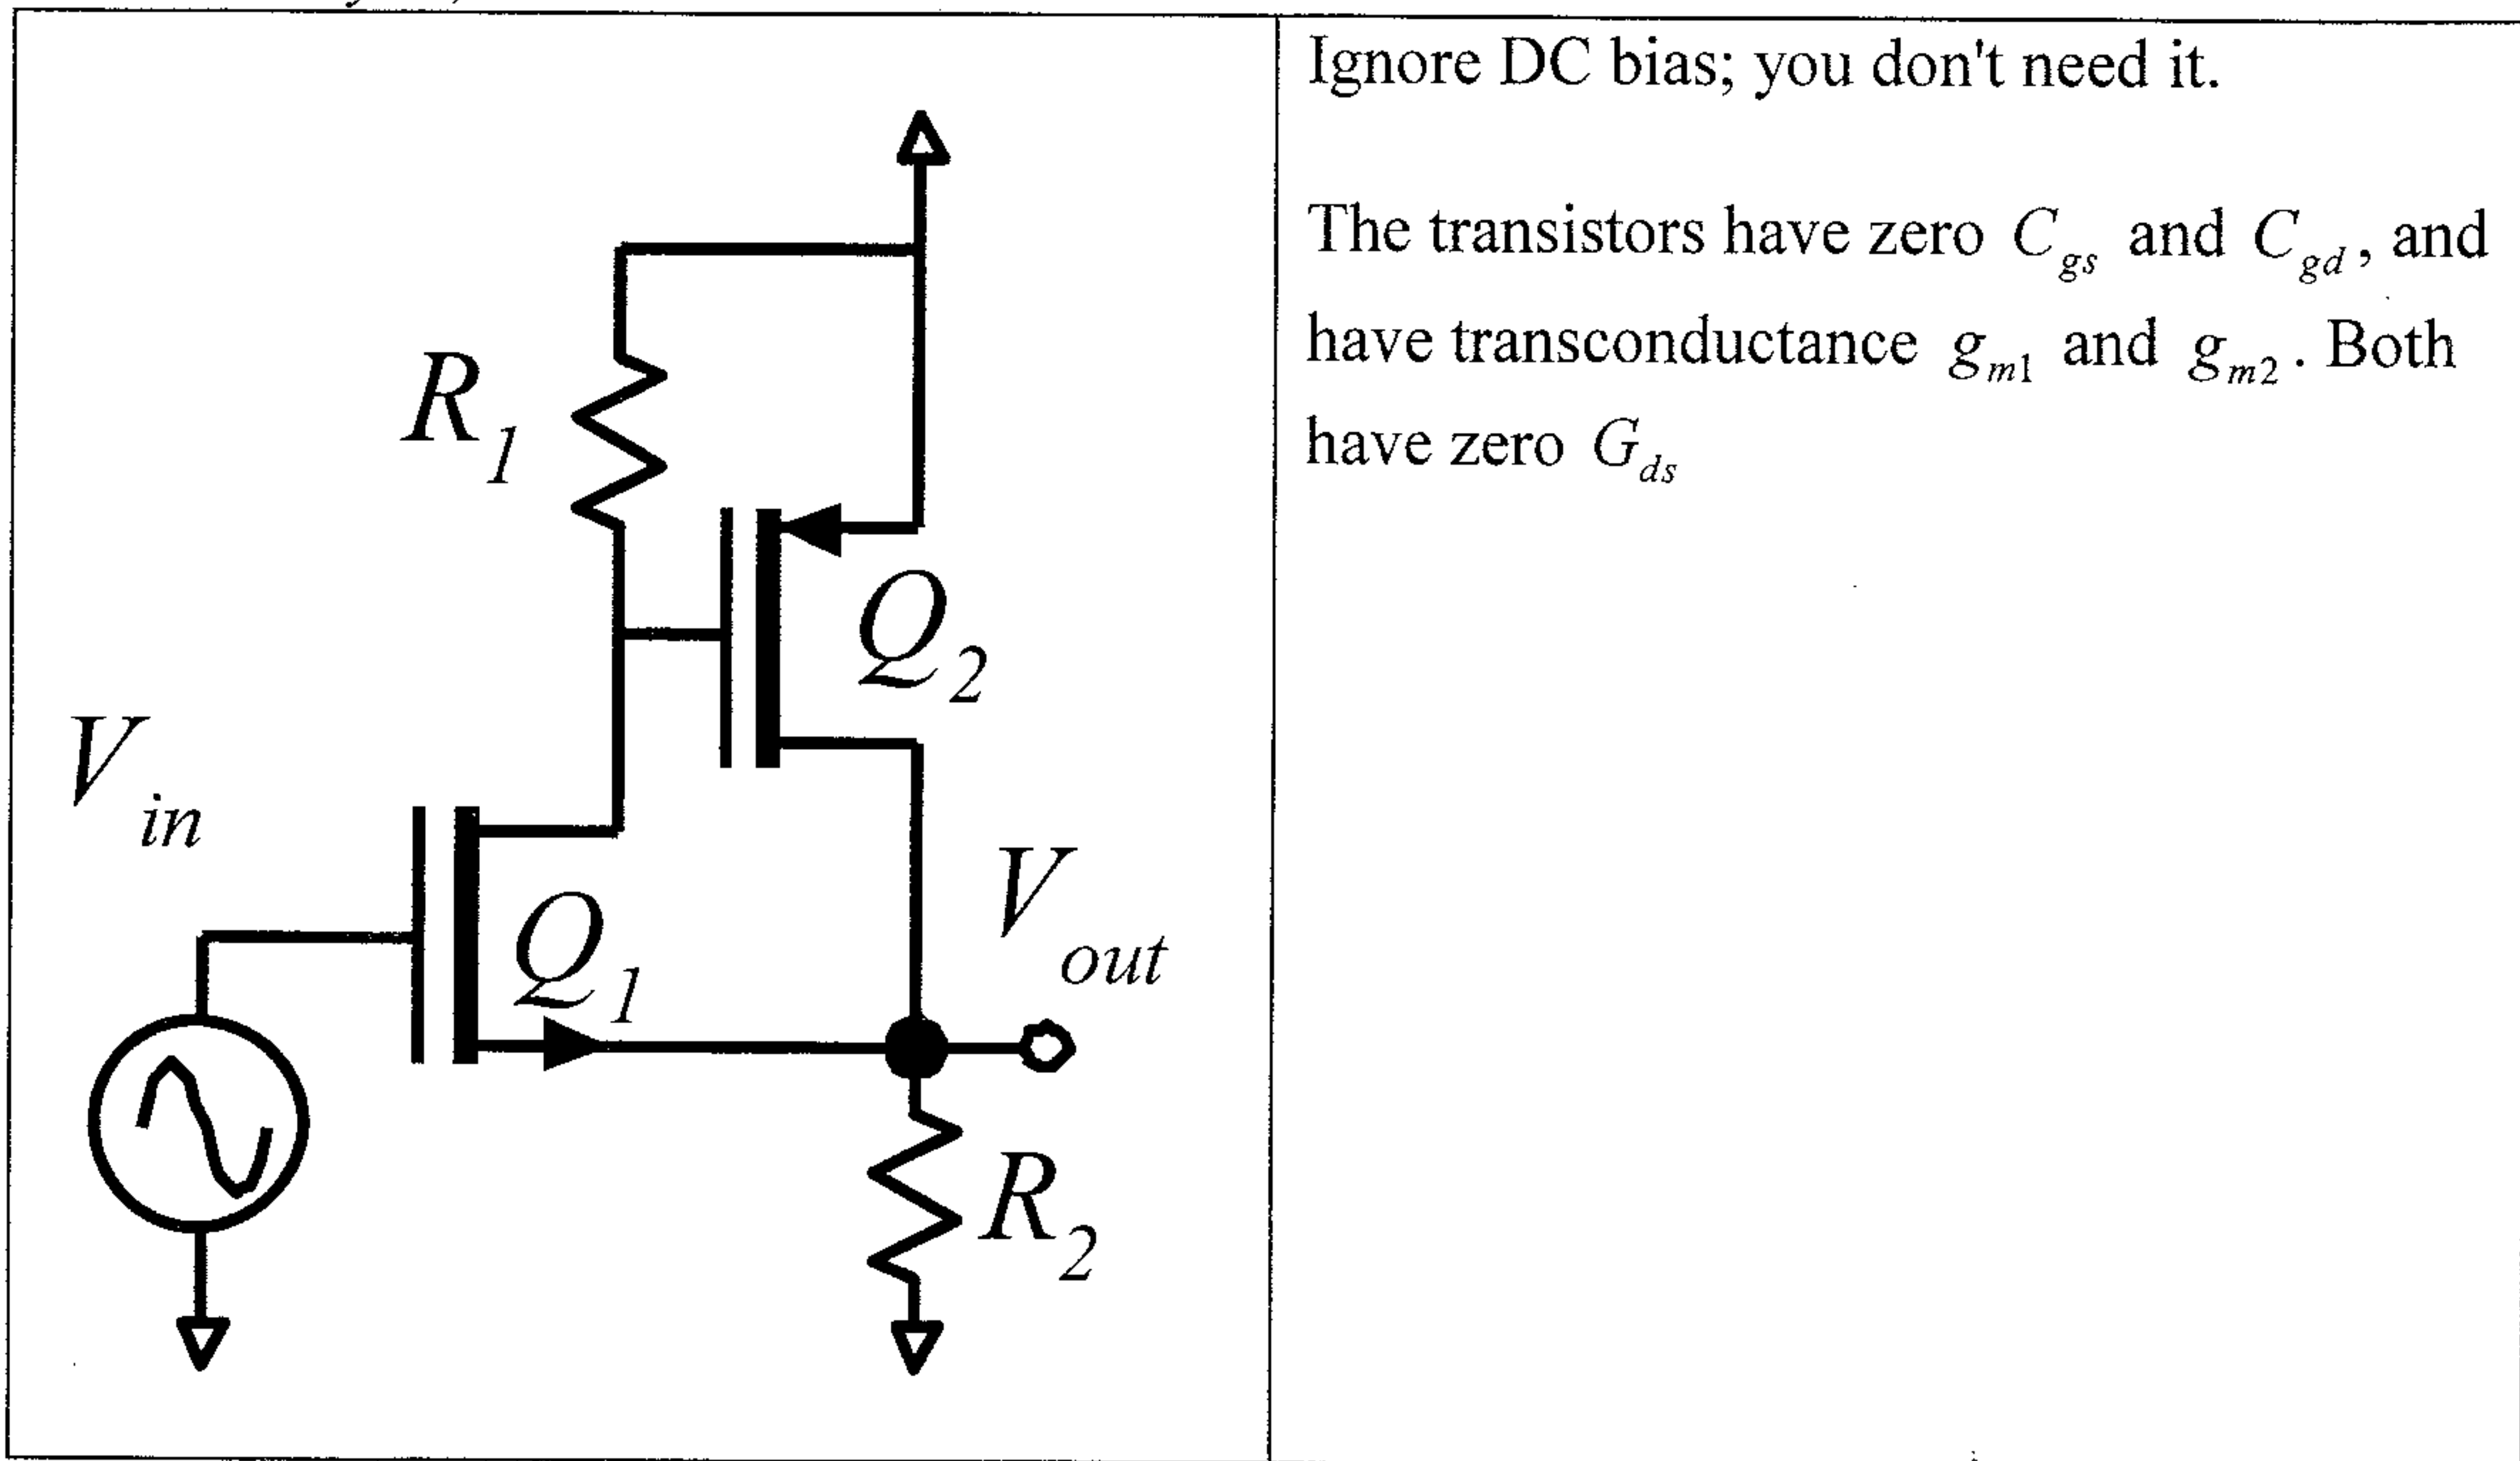 Ignore DC bias; you don't need it.
The transistors have zero C_gs and C_gd, and
have transconductance g_m1 and g_m2. Both
have zero G_ds
R_1
Q_2
V_in
Q_1
V_out
R_2